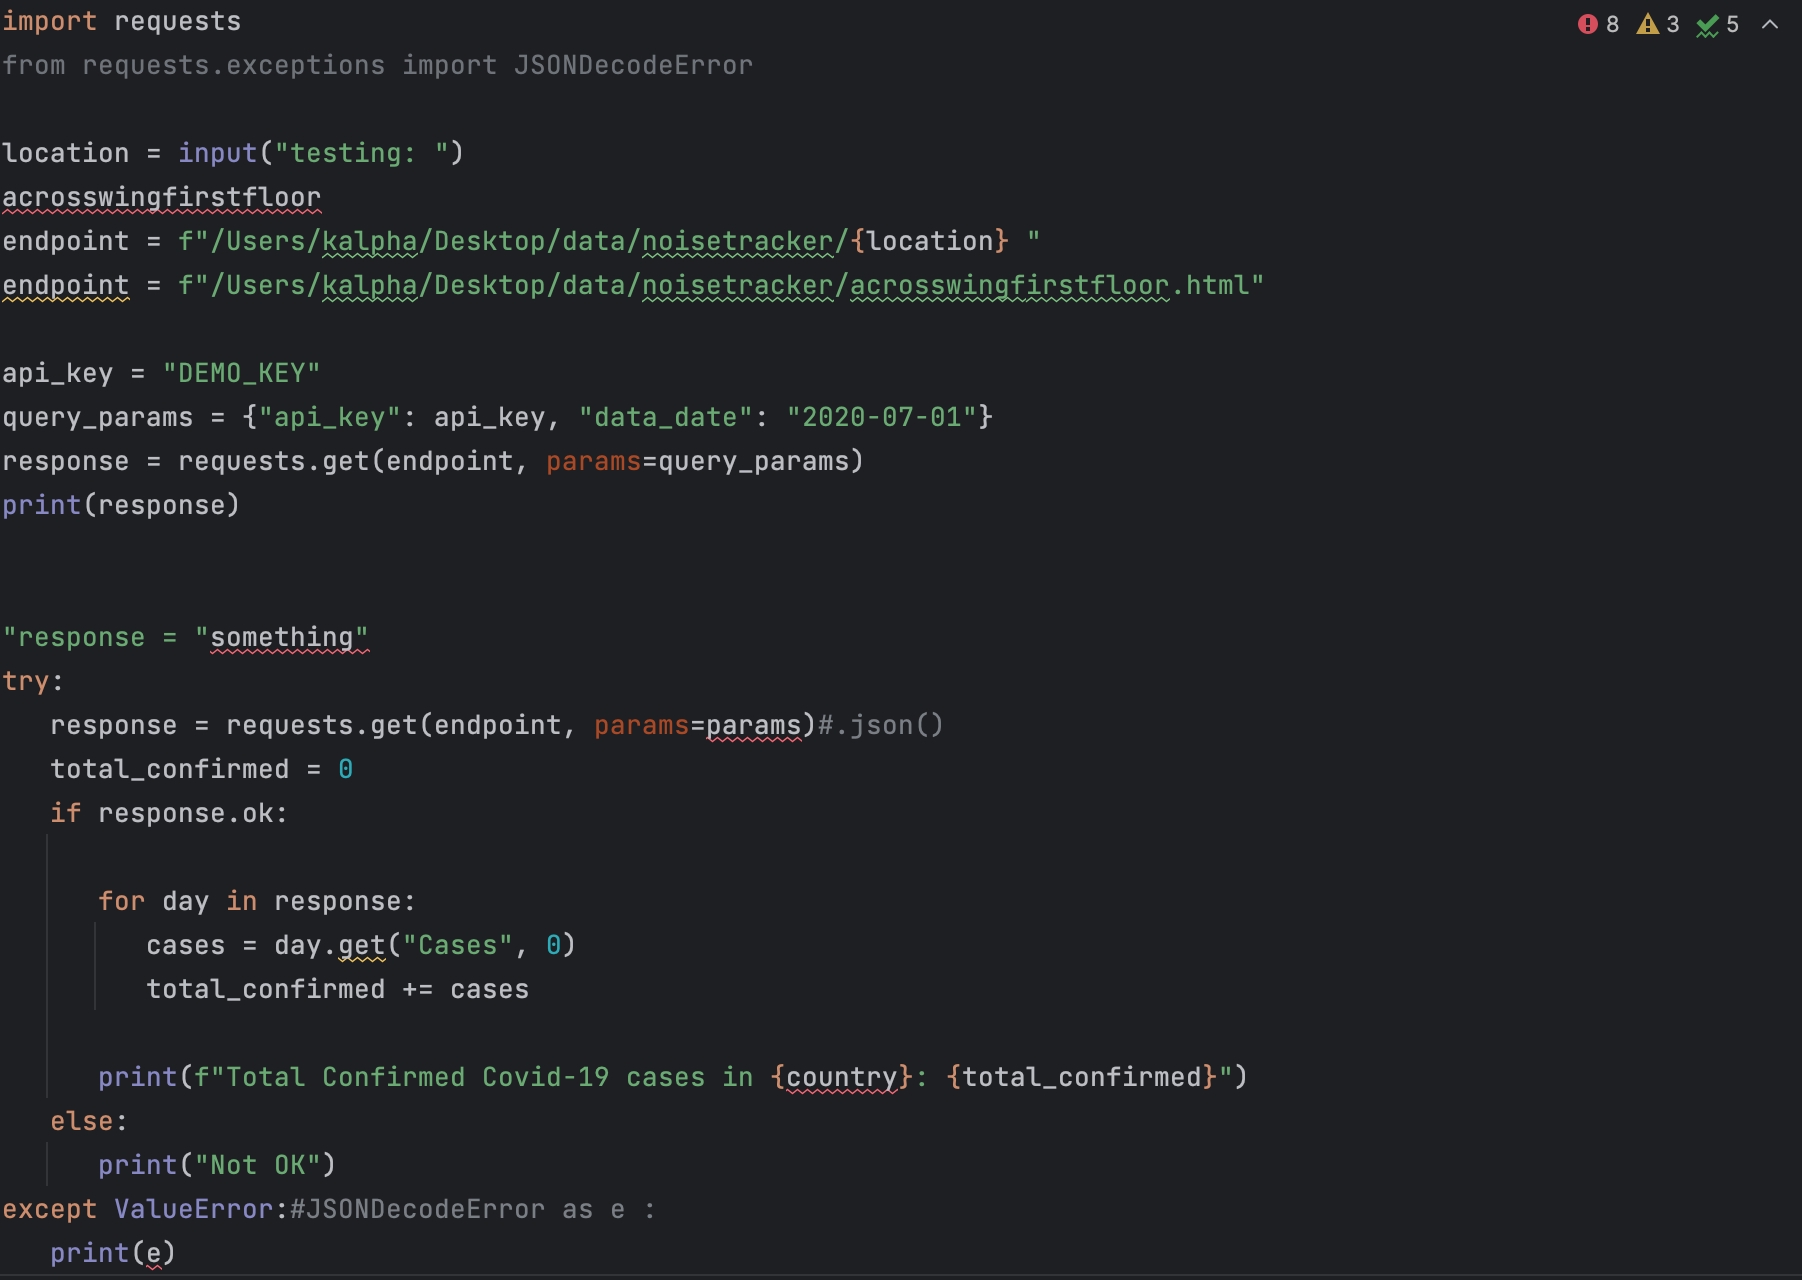 import requests
8 3 5
from requests.exceptions import JSONDecodeError
location = input("testing: ")
acrosswingfirstfloor
endpoint = f"/Users/kalpha/Desktop/data/noisetracker/{location} "
endpoint = f"/Users/kalpha/Desktop/data/noisetracker/acrosswingfirstfloor.html"
api_key = "DEMO_KEY"
query_params = {"api_key": api_key, "data_date": "2020-07-01"}
response = requests.get(endpoint, params=query_params)
print(response)
"response = "something"
try:
response = requests.get(endpoint, params=params)#.json()
total_confirmed = 0
if response.ok:
for day in response:
cases = day.get("Cases", 0)
total_confirmed += cases
print(f"Total Confirmed Covid-19 cases in {country}: {total_confirmed}")
else:
print("Not OK")
except ValueError:#JSONDecodeError as e :
print(e)